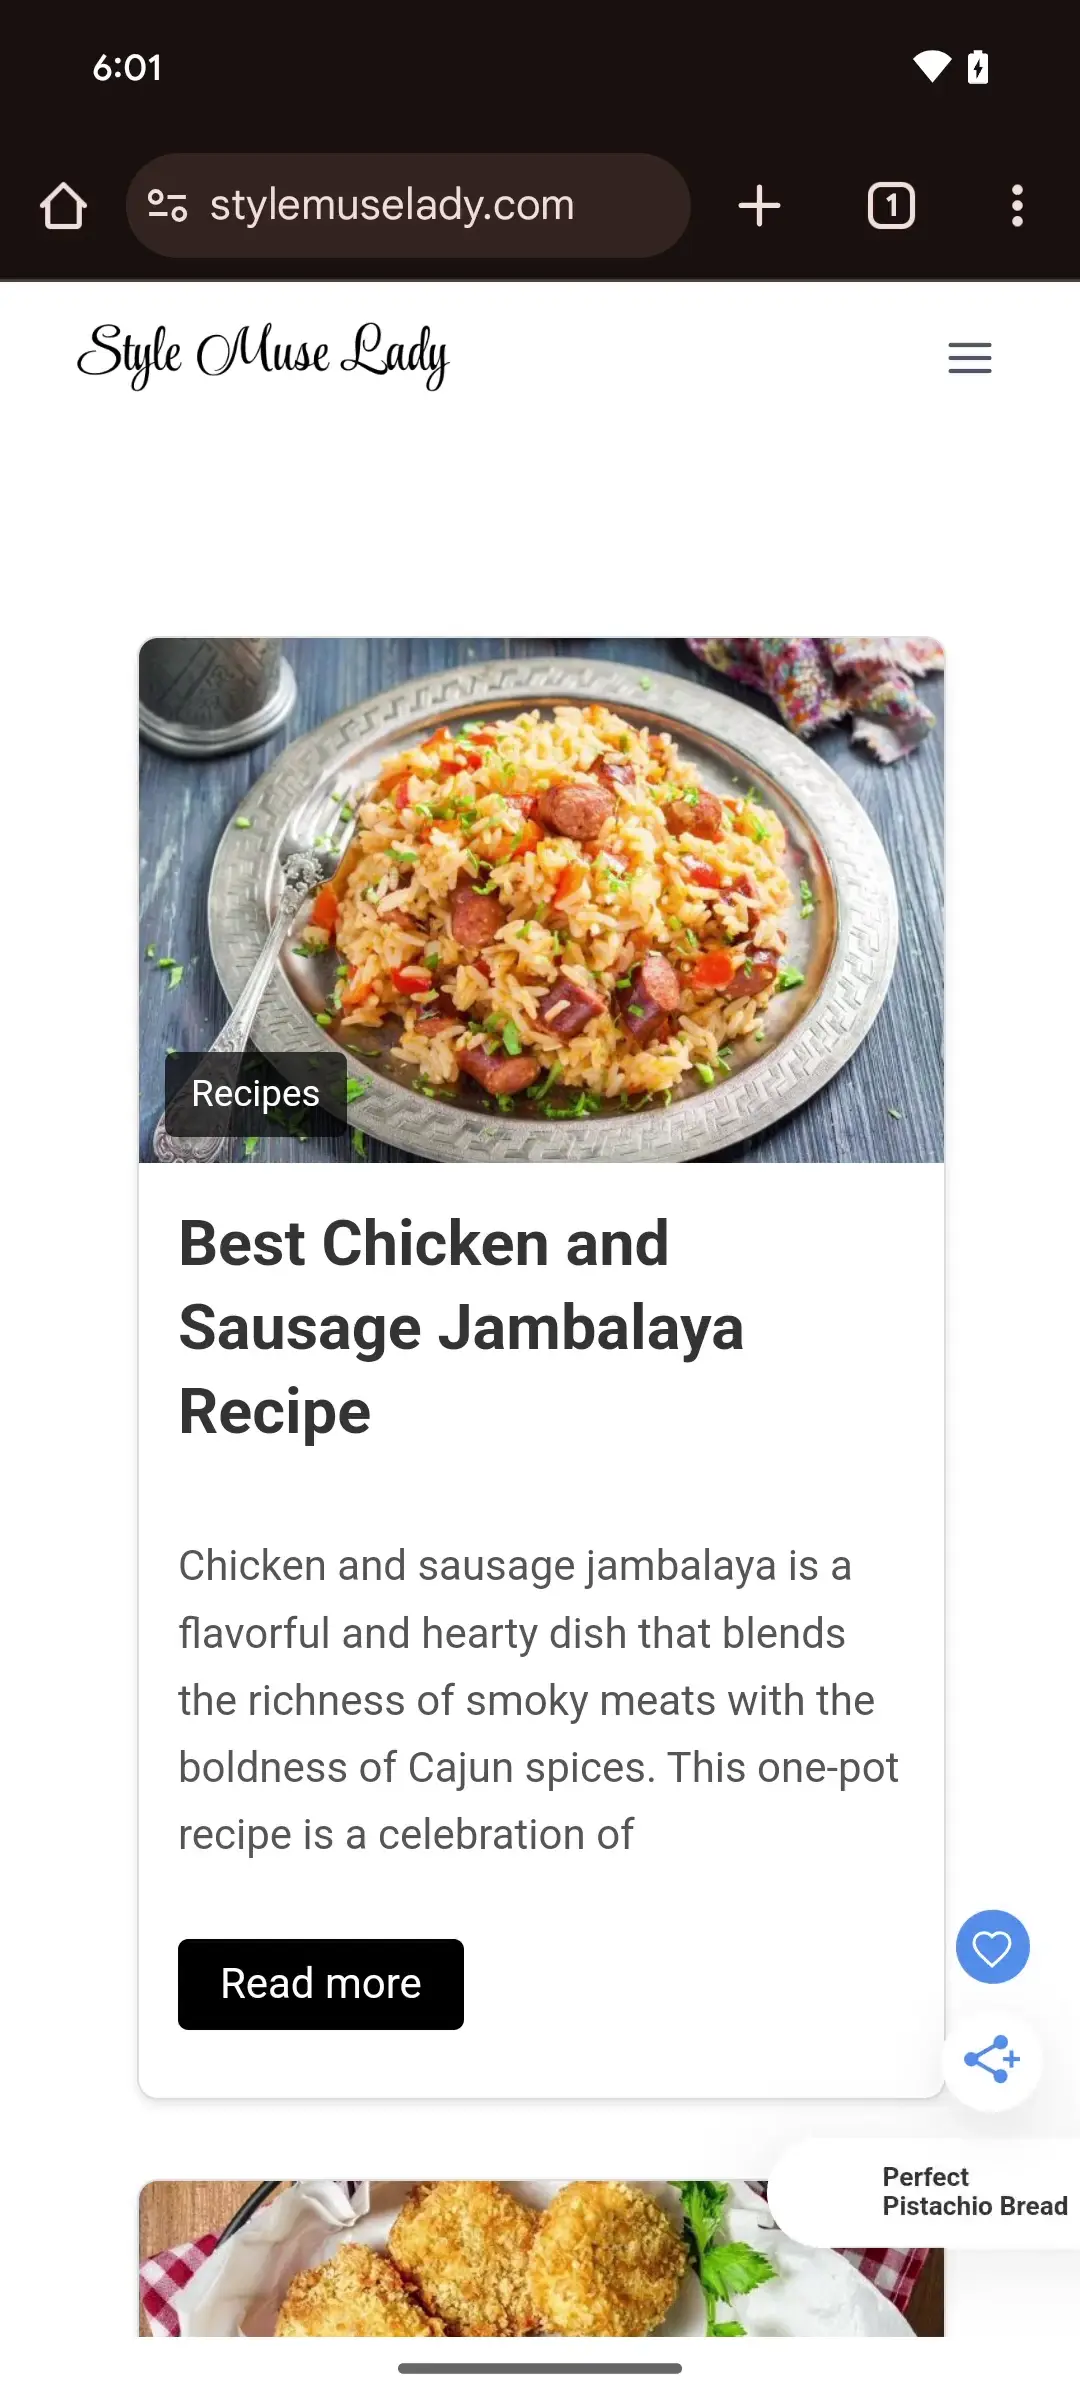 6:01
stylemuselady.com
1
Style Muse Lady
Recipes
Best Chicken and
Sausage Jambalaya
Recipe
Chicken and sausage jambalaya is a
flavorful and hearty dish that blends
the richness of smoky meats with the
boldness of Cajun spices. This one-pot
recipe is a celebration of
Read more
Perfect
Pistachio Bread